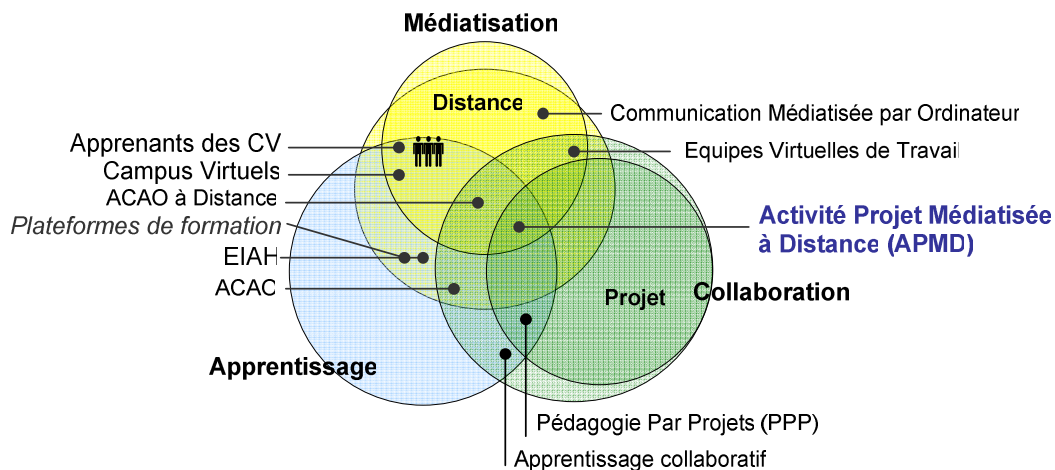 Médiatisation
Distance
Communication Médiatisée par Ordinateur
Apprenants des CV
Equipes Virtuelles de Travail
Campus Virtuels
ACAO à Distance
Plateformes de formation
Activité Projet Médiatisée
à Distance (APMD)
EIAH
ACAO
Projet
Collaboration
Apprentissage
Pédagogie Par Projets (PPP)
Apprentissage collaboratif